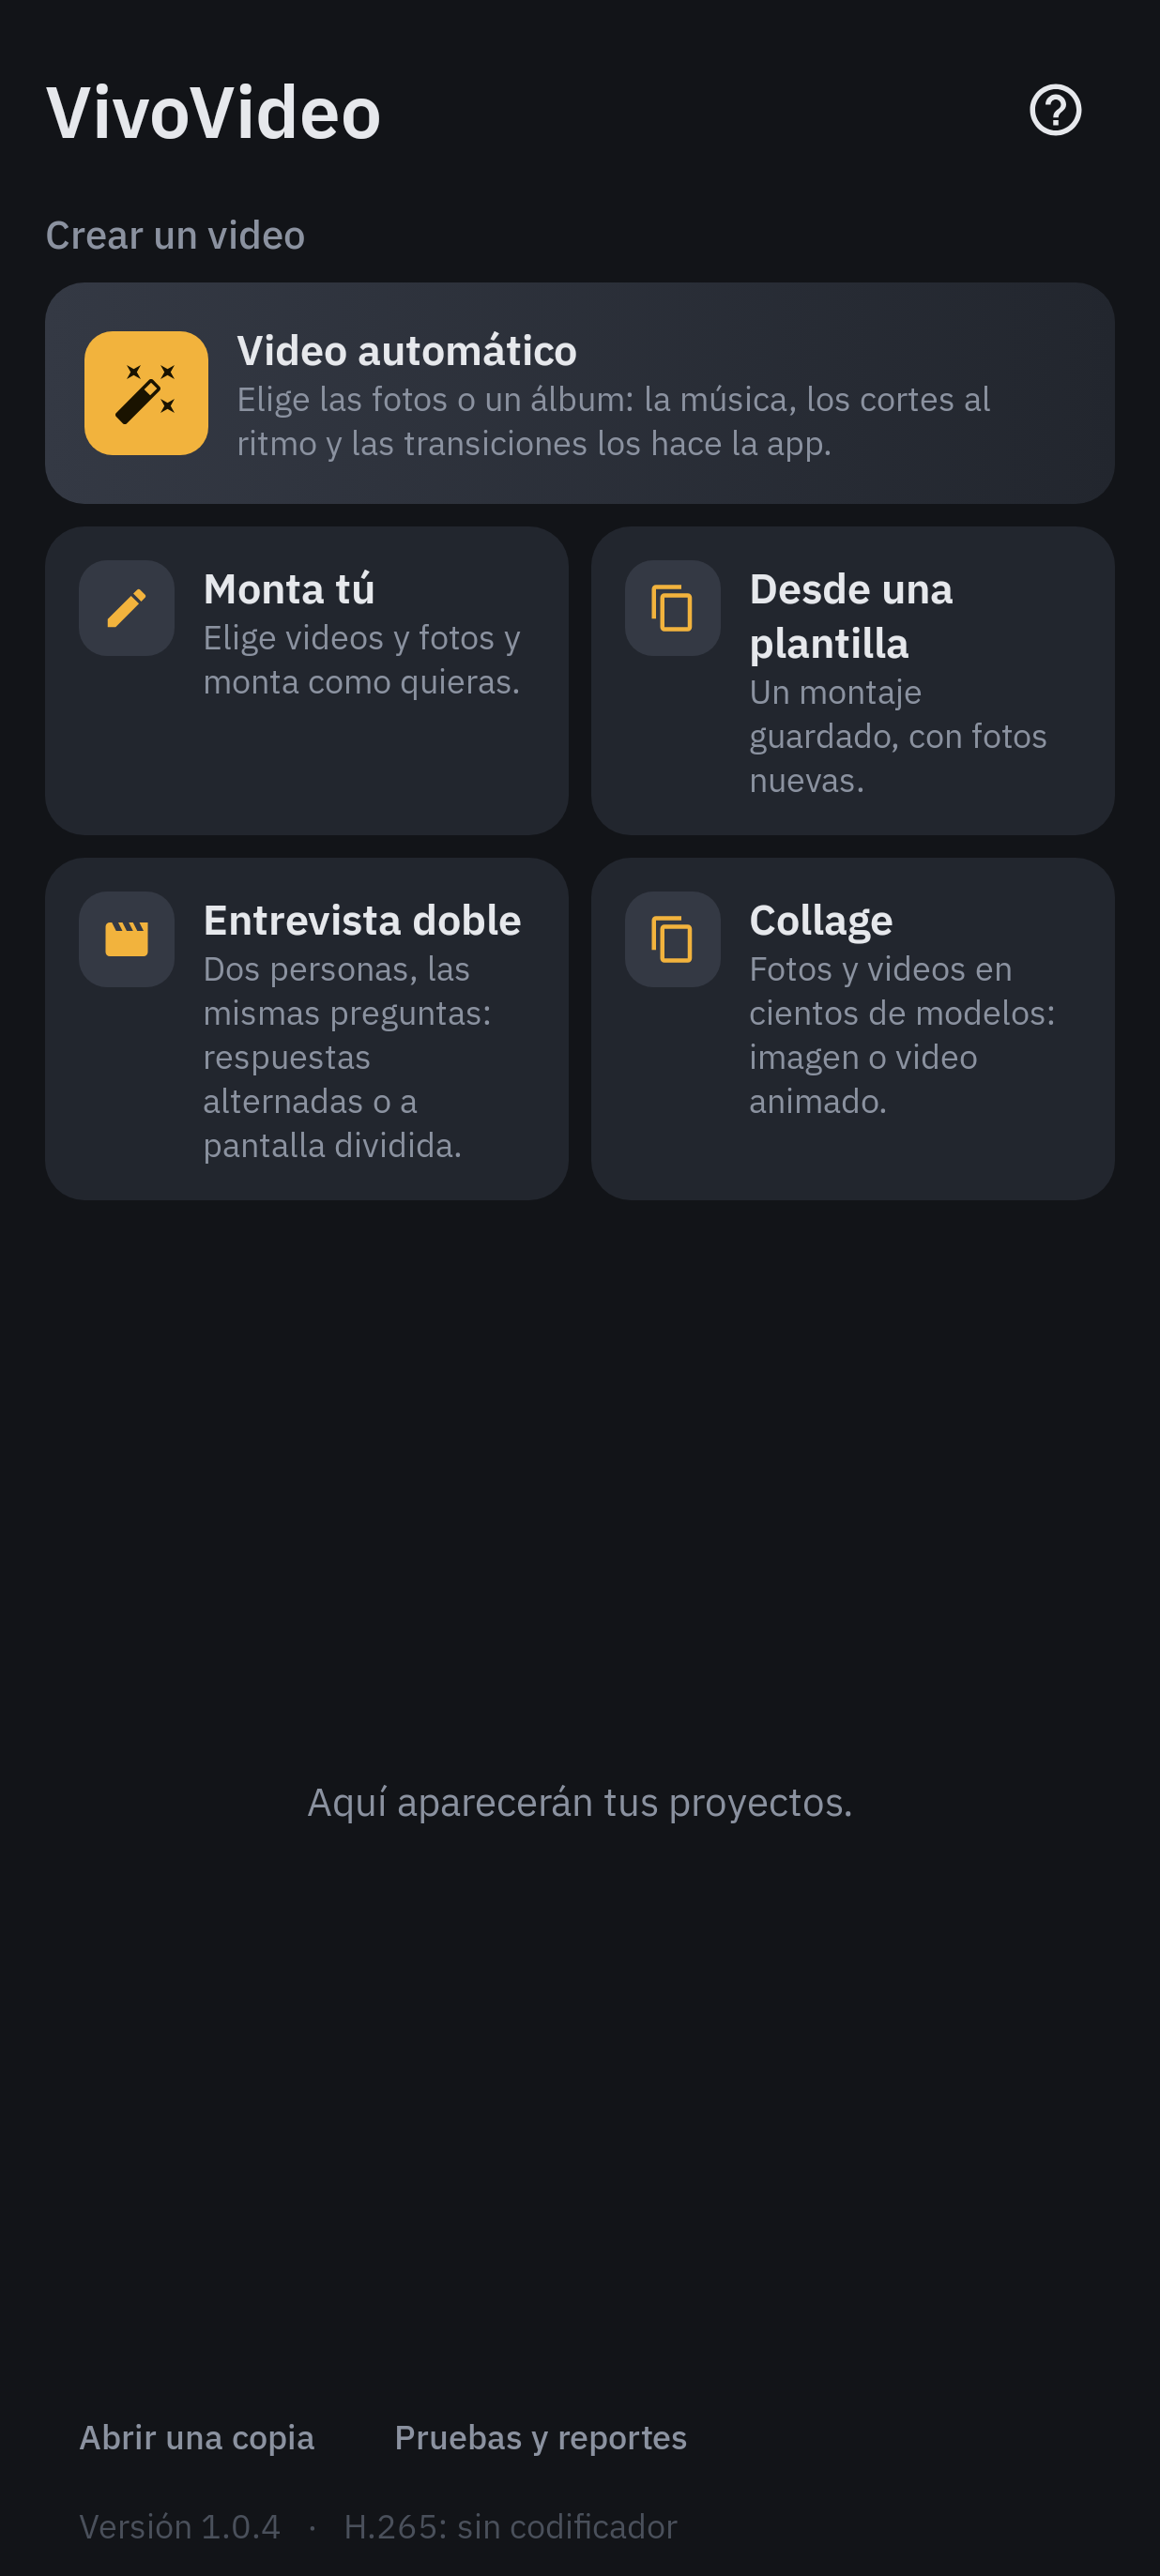 VivoVideo
Crear un video
Video automático
Elige las fotos o un álbum: la música, los cortes al
ritmo y las transiciones los hace la app.
Monta tú
Elige videos y fotos y
monta como quieras.
Desde una
plantilla
Un montaje
guardado, con fotos
nuevas.
Entrevista doble
Dos personas, las
mismas preguntas:
respuestas
alternadas o a
pantalla dividida.
Collage
Fotos y videos en
cientos de modelos:
imagen o video
animado.
Aquí aparecerán tus proyectos.
Abrir una copia
Pruebas y reportes
Versión 1.0.4 · H.265: sin codificador